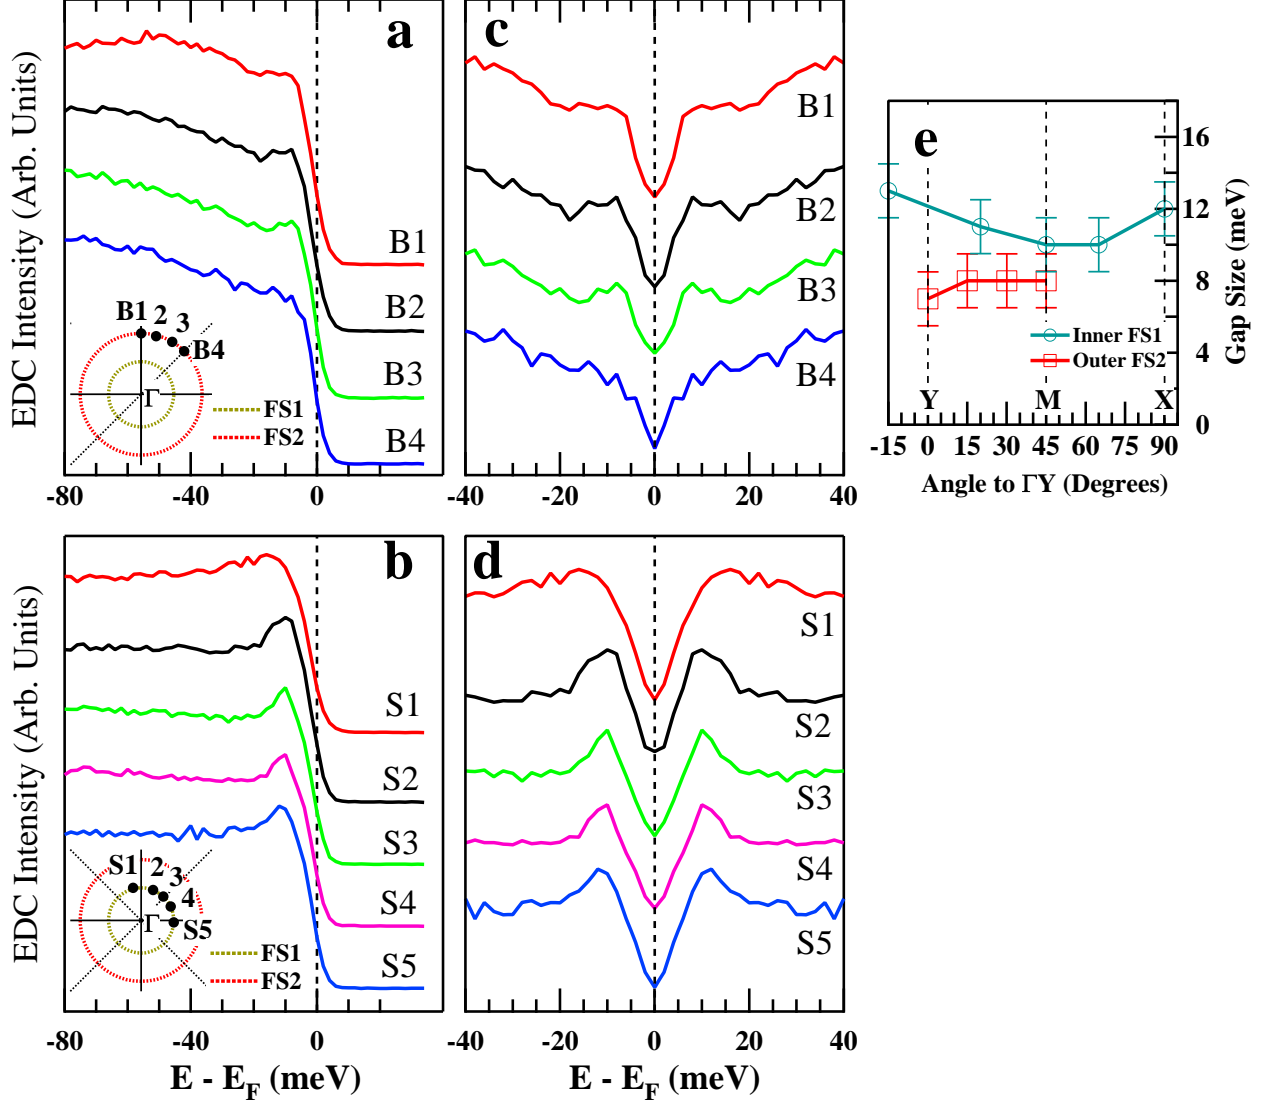 EDC Intensity (Arb. Units)
a
B1
B2
B3
B4
B1 2 3 B4
Γ
FS1
FS2
-80 -40 0
c
B1
B2
B3
B4
-40 -20 0 20 40
e
16
12
8
4
0
Gap Size (meV)
Inner FS1
Outer FS2
Y M X
-15 0 15 30 45 60 75 90
Angle to ΓY (Degrees)
EDC Intensity (Arb. Units)
b
S1
S2
S3
S4
S5
S1 2 3 4 S5
Γ
FS1
FS2
-80 -40 0
E - EF (meV)
d
S1
S2
S3
S4
S5
-40 -20 0 20 40
E - EF (meV)